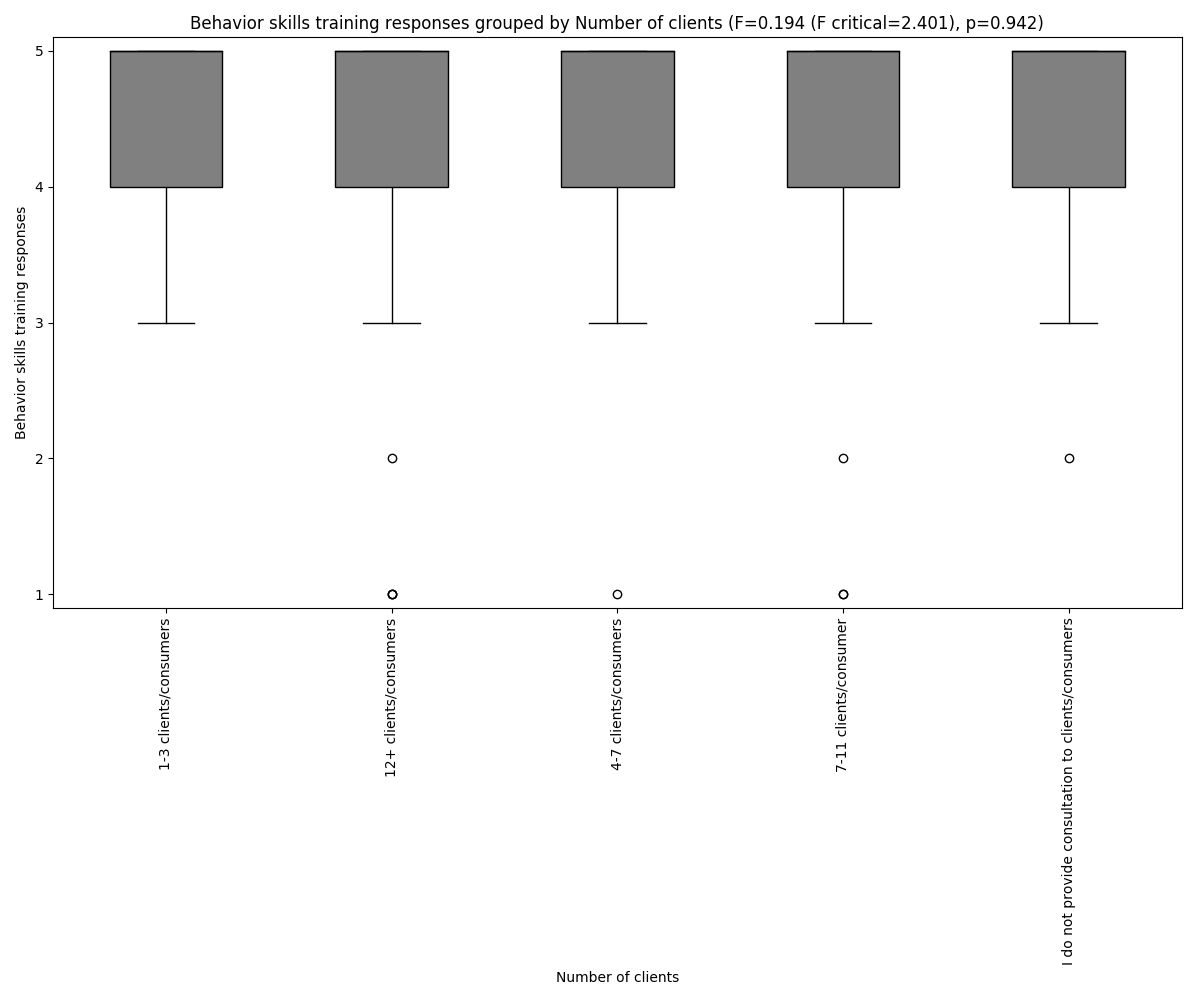 Behavior skills training responses grouped by Number of clients (F=0.194 (F critical=2.401), p=0.942)
Behavior skills training responses
5
4
3
2
1
1-3 clients/consumers
12+ clients/consumers
4-7 clients/consumers
7-11 clients/consumer
I do not provide consultation to clients/consumers
Number of clients